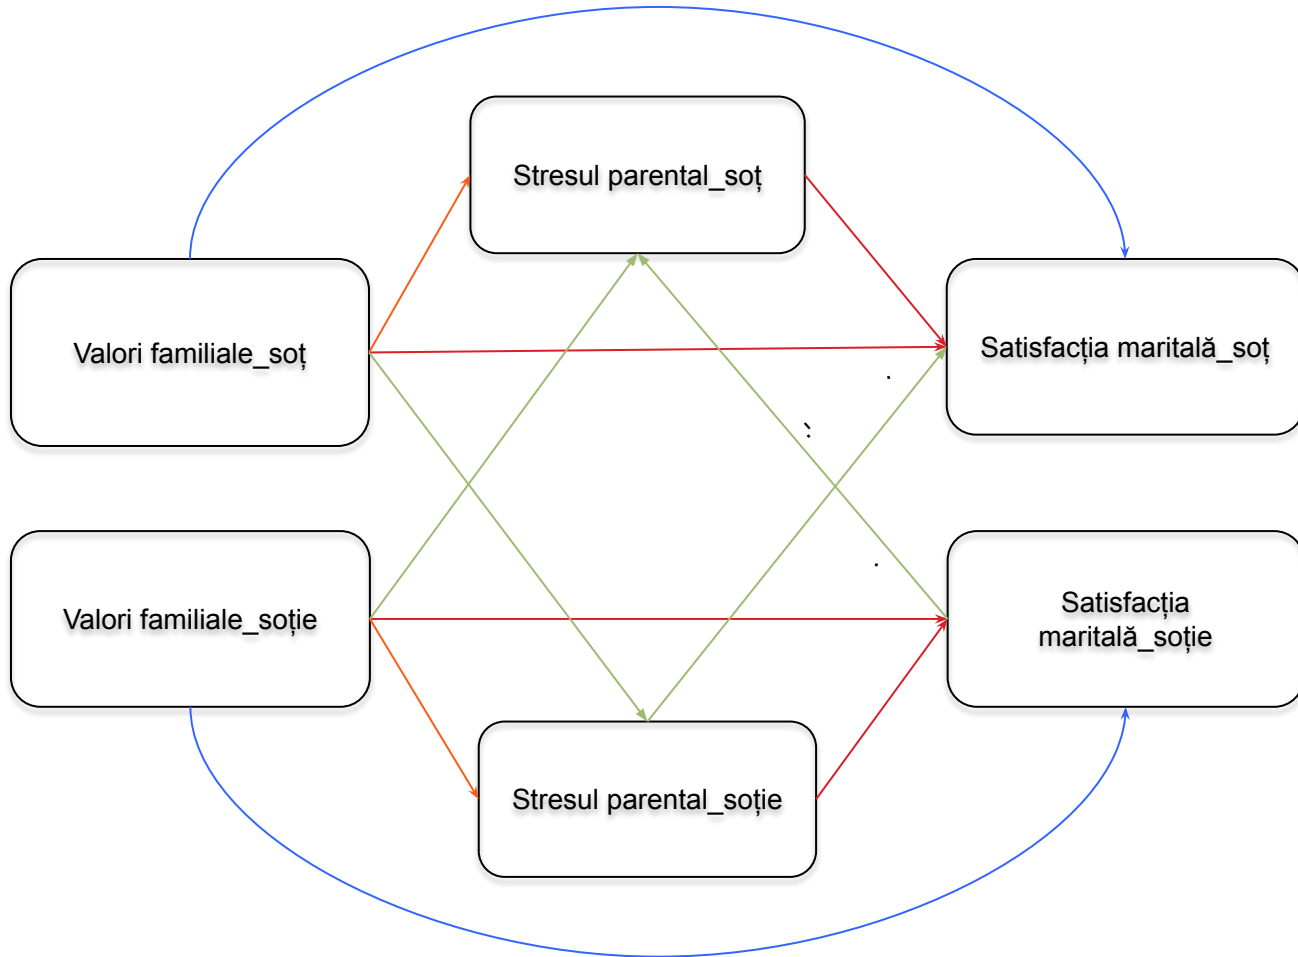 Stresul parental_soț
Valori familiale_soț
Satisfacția maritală_soț
Valori familiale_soție
Satisfacția
maritală_soție
Stresul parental_soție